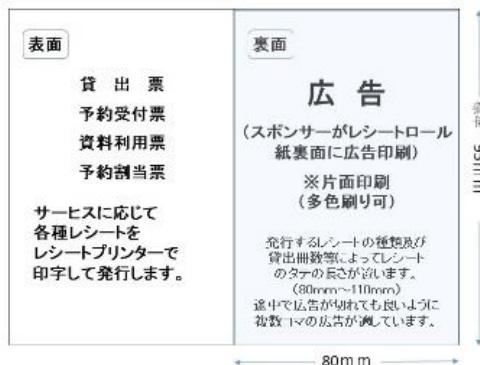 表面
貸 出 票
予約受付票
資料利用票
予約割当票
サービスに応じて
各種レシートを
レシートプリンターで
印字して発行します。
裏面
広 告
(スポンサーがレシートロール
紙裏面に広告印刷)
※片面印刷
(多色刷り可)
発行するレシートの種類及び
貸出冊数等によってレシート
のタテの長さが違います。
(80mm~110mm)
途中で広告が切れても良いように
複数コマの広告が適しています。
80mm